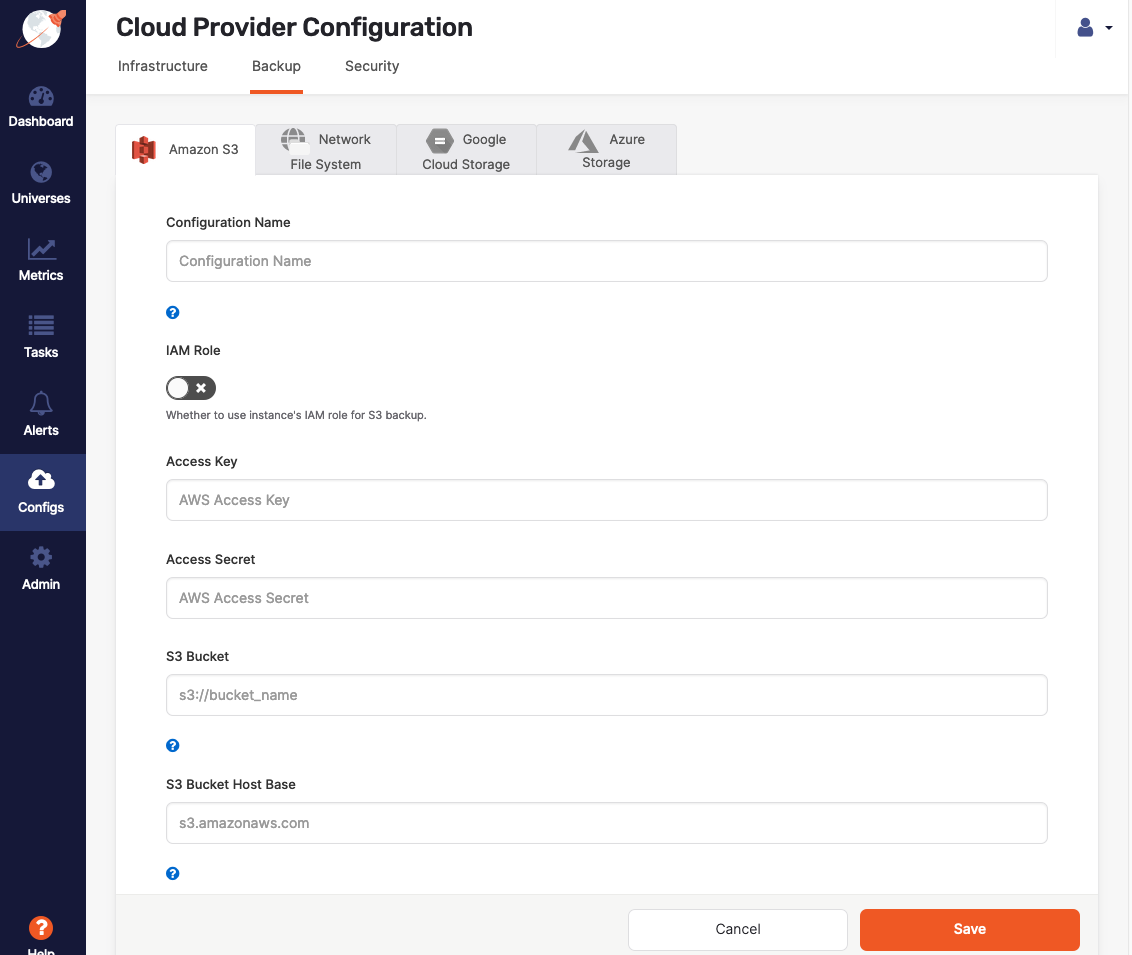 Cloud Provider Configuration
Infrastructure
Backup
Security
Dashboard
Universes
Metrics
Tasks
Alerts
Configs
Admin
Help
Amazon S3
Network
File System
Google
Cloud Storage
Azure
Storage
Configuration Name
Configuration Name
?
IAM Role
Whether to use instance's IAM role for S3 backup.
Access Key
AWS Access Key
Access Secret
AWS Access Secret
S3 Bucket
s3://bucket_name
?
S3 Bucket Host Base
s3.amazonaws.com
?
Cancel
Save